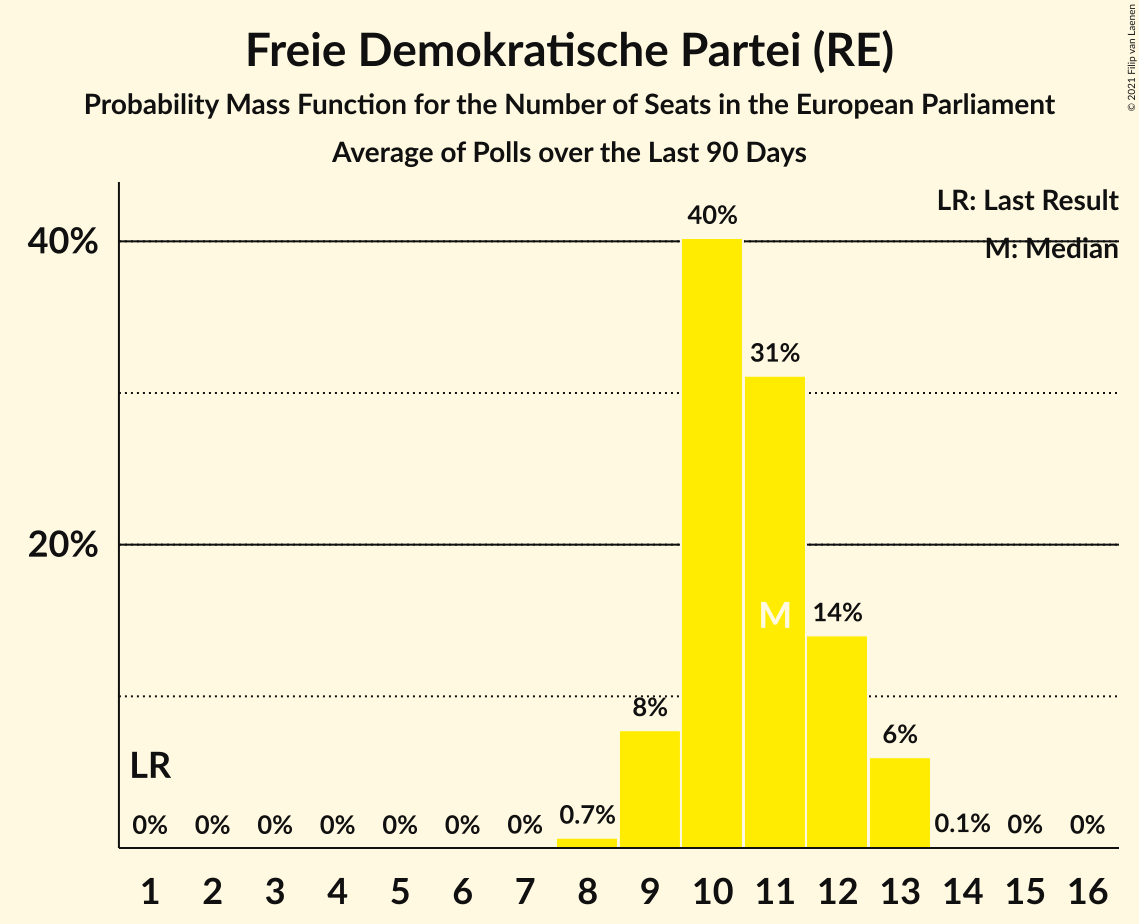 © 2021 Filip van Laenen
Freie Demokratische Partei (RE)
Probability Mass Function for the Number of Seats in the European Parliament
Average of Polls over the Last 90 Days
LR: Last Result
M: Median
40%
20%
40%
31%
M
14%
8%
6%
LR
0% 0% 0% 0% 0% 0% 0% 0.7% 0.1% 0% 0%
1 2 3 4 5 6 7 8 9 10 11 12 13 14 15 16